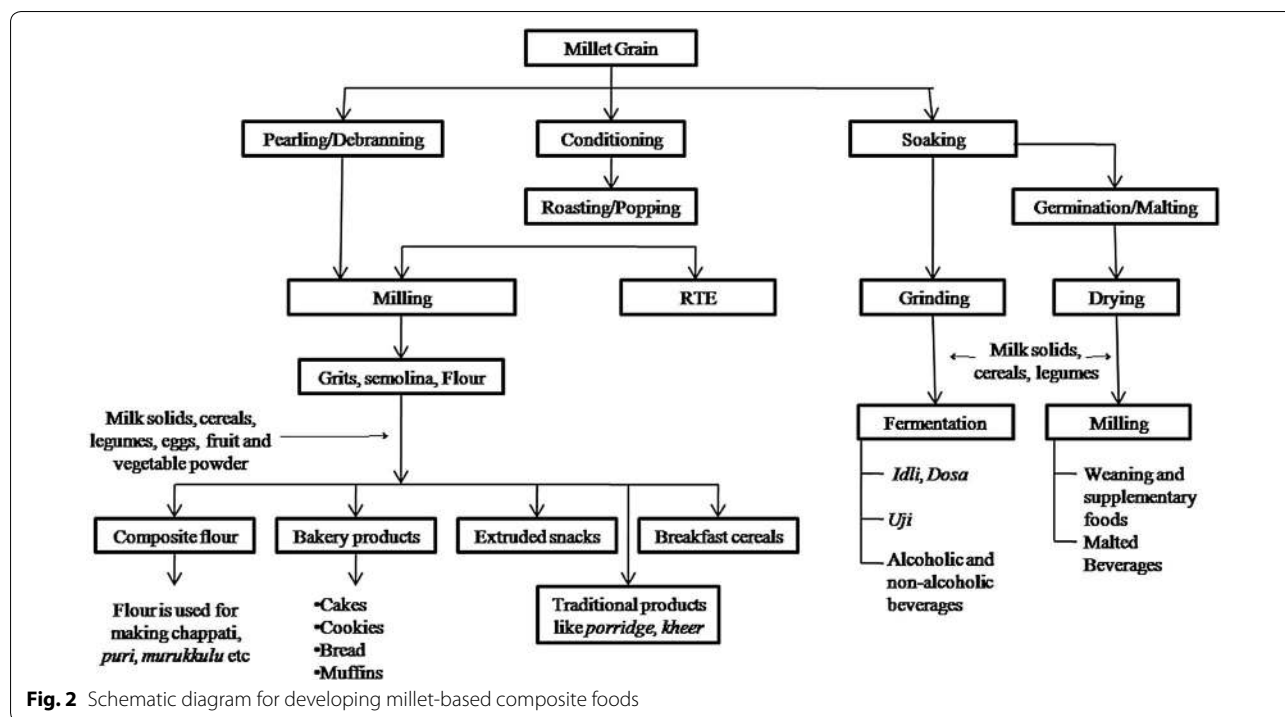 Millet Grain
Pearling/Debranning
Conditioning
Soaking
Roasting/Popping
Germination/Malting
Milling
RTE
Grinding
Drying
Milk solids,
cereals, legumes
Grits, semolina, Flour
Milk solids, cereals,
legumes, eggs, fruit and
vegetable powder
Fermentation
Milling
Idli, Dosa
Uji
Alcoholic and
non-alcoholic
beverages
Weaning and
supplementary
foods
Malted
Beverages
Composite flour
Bakery products
Extruded snacks
Breakfast cereals
Flour is used for
making chappati,
puri, murukkulu etc
•Cakes
•Cookies
•Bread
•Muffins
Traditional products
like porridge, kheer
Fig. 2 Schematic diagram for developing millet-based composite foods